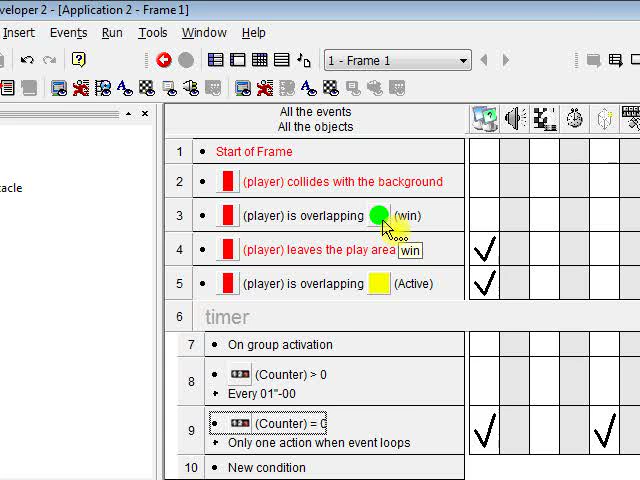 veloper 2 - [Application 2 - Frame 1]
Insert Events Run Tools Window Help
1 - Frame 1
All the events
All the objects
1 • Start of Frame
2 • (player) collides with the background
3 • (player) is overlapping (win)
4 • (player) leaves the play area
win
5 • (player) is overlapping (Active)
6 timer
7 • On group activation
8 • (Counter) > 0
• Every 01"-00
9 • (Counter) = 0
• Only one action when event loops
10 • New condition
tacle